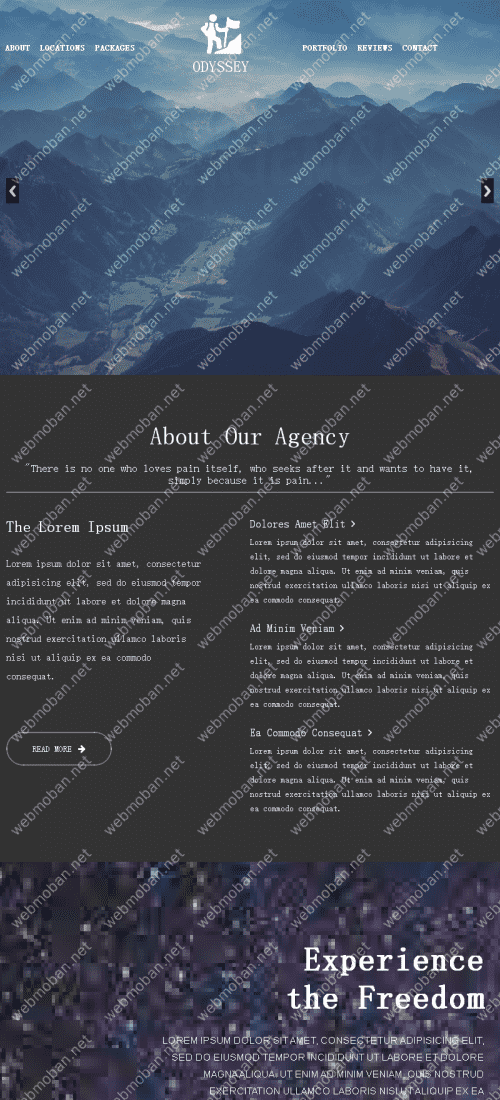 ABOUT LOCATIONS PACKAGES
ODYSSEY
PORTFOLIO REVIEWS CONTACT
About Our Agency
"There is no one who loves pain itself, who seeks after it and wants to have it,
simply because it is pain..."
The Lorem Ipsum
Lorem ipsum dolor sit amet, consectetur
adipisicing elit, sed do eiusmod tempor
incididunt ut labore et dolore magna
aliqua. Ut enim ad minim veniam, quis
nostrud exercitation ullamco laboris
nisi ut aliquip ex ea commodo
consequat.
READ MORE
Dolores Amet Elit
Lorem ipsum dolor sit amet, consectetur adipisicing
elit, sed do eiusmod tempor incididunt ut labore et
dolore magna aliqua. Ut enim ad minim veniam, quis
nostrud exercitation ullamco laboris nisi ut aliquip ex
ea commodo consequat.
Ad Minim Veniam
Lorem ipsum dolor sit amet, consectetur adipisicing
elit, sed do eiusmod tempor incididunt ut labore et
dolore magna aliqua. Ut enim ad minim veniam, quis
nostrud exercitation ullamco laboris nisi ut aliquip ex
ea commodo consequat.
Ea Commodo Consequat
Lorem ipsum dolor sit amet, consectetur adipisicing
elit, sed do eiusmod tempor incididunt ut labore et
dolore magna aliqua. Ut enim ad minim veniam, quis
nostrud exercitation ullamco laboris nisi ut aliquip ex
ea commodo consequat.
Experience
the Freedom
LOREM IPSUM DOLOR SIT AMET, CONSECTETUR ADIPISICING ELIT,
SED DO EIUSMOD TEMPOR INCIDIDUNT UT LABORE ET DOLORE
MAGNA ALIQUA. UT ENIM AD MINIM VENIAM, QUIS NOSTRUD
EXERCITATION ULLAMCO LABORIS NISI UT ALIQUIP EX EA
webmoban.net